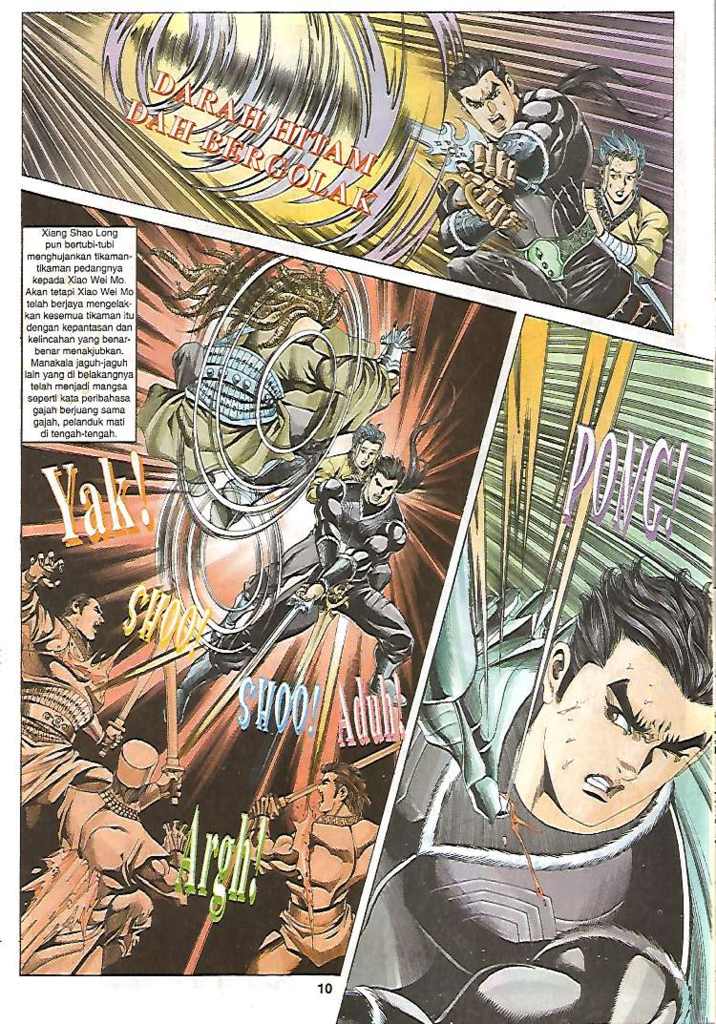 DARAH HITAM
DAH BERGOLAK
Xiang Shao Long
pun bertubi-tubi
menghujankan tikaman-
tikaman pedangnya
kepada Xiao Wei Mo.
Akan tetapi Xiao Wei Mo
telah berjaya mengelak-
kan kesemua tikaman itu
dengan kepantasan dan
kelincahan yang benar-
benar menakjubkan.
Manakala jaguh-jaguh
lain yang di belakangnya
telah menjadi mangsa
seperti kata peribahasa
gajah berjuang sama
gajah, pelanduk mati
di tengah-tengah.
Yak!
SHOO!
SHOO!
Aduh!
Argh!
PONG!
10